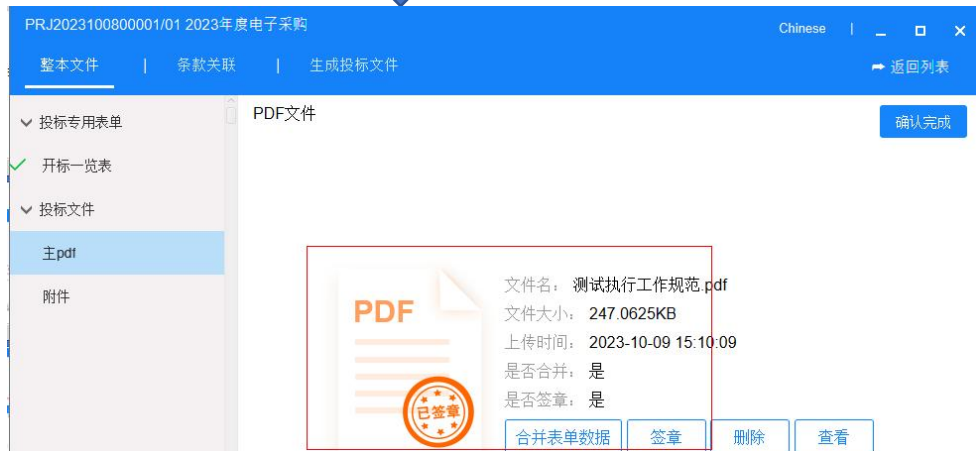 PRJ2023100800001/01 2023年度电子采购
Chinese
整本文件 | 条款关联 | 生成投标文件
返回列表
投标专用表单
开标一览表
投标文件
主pdf
附件
PDF文件
确认完成
PDF
已签章
文件名： 测试执行工作规范.pdf
文件大小： 247.0625KB
上传时间： 2023-10-09 15:10:09
是否合并： 是
是否签章： 是
合并表单数据 签章 删除 查看